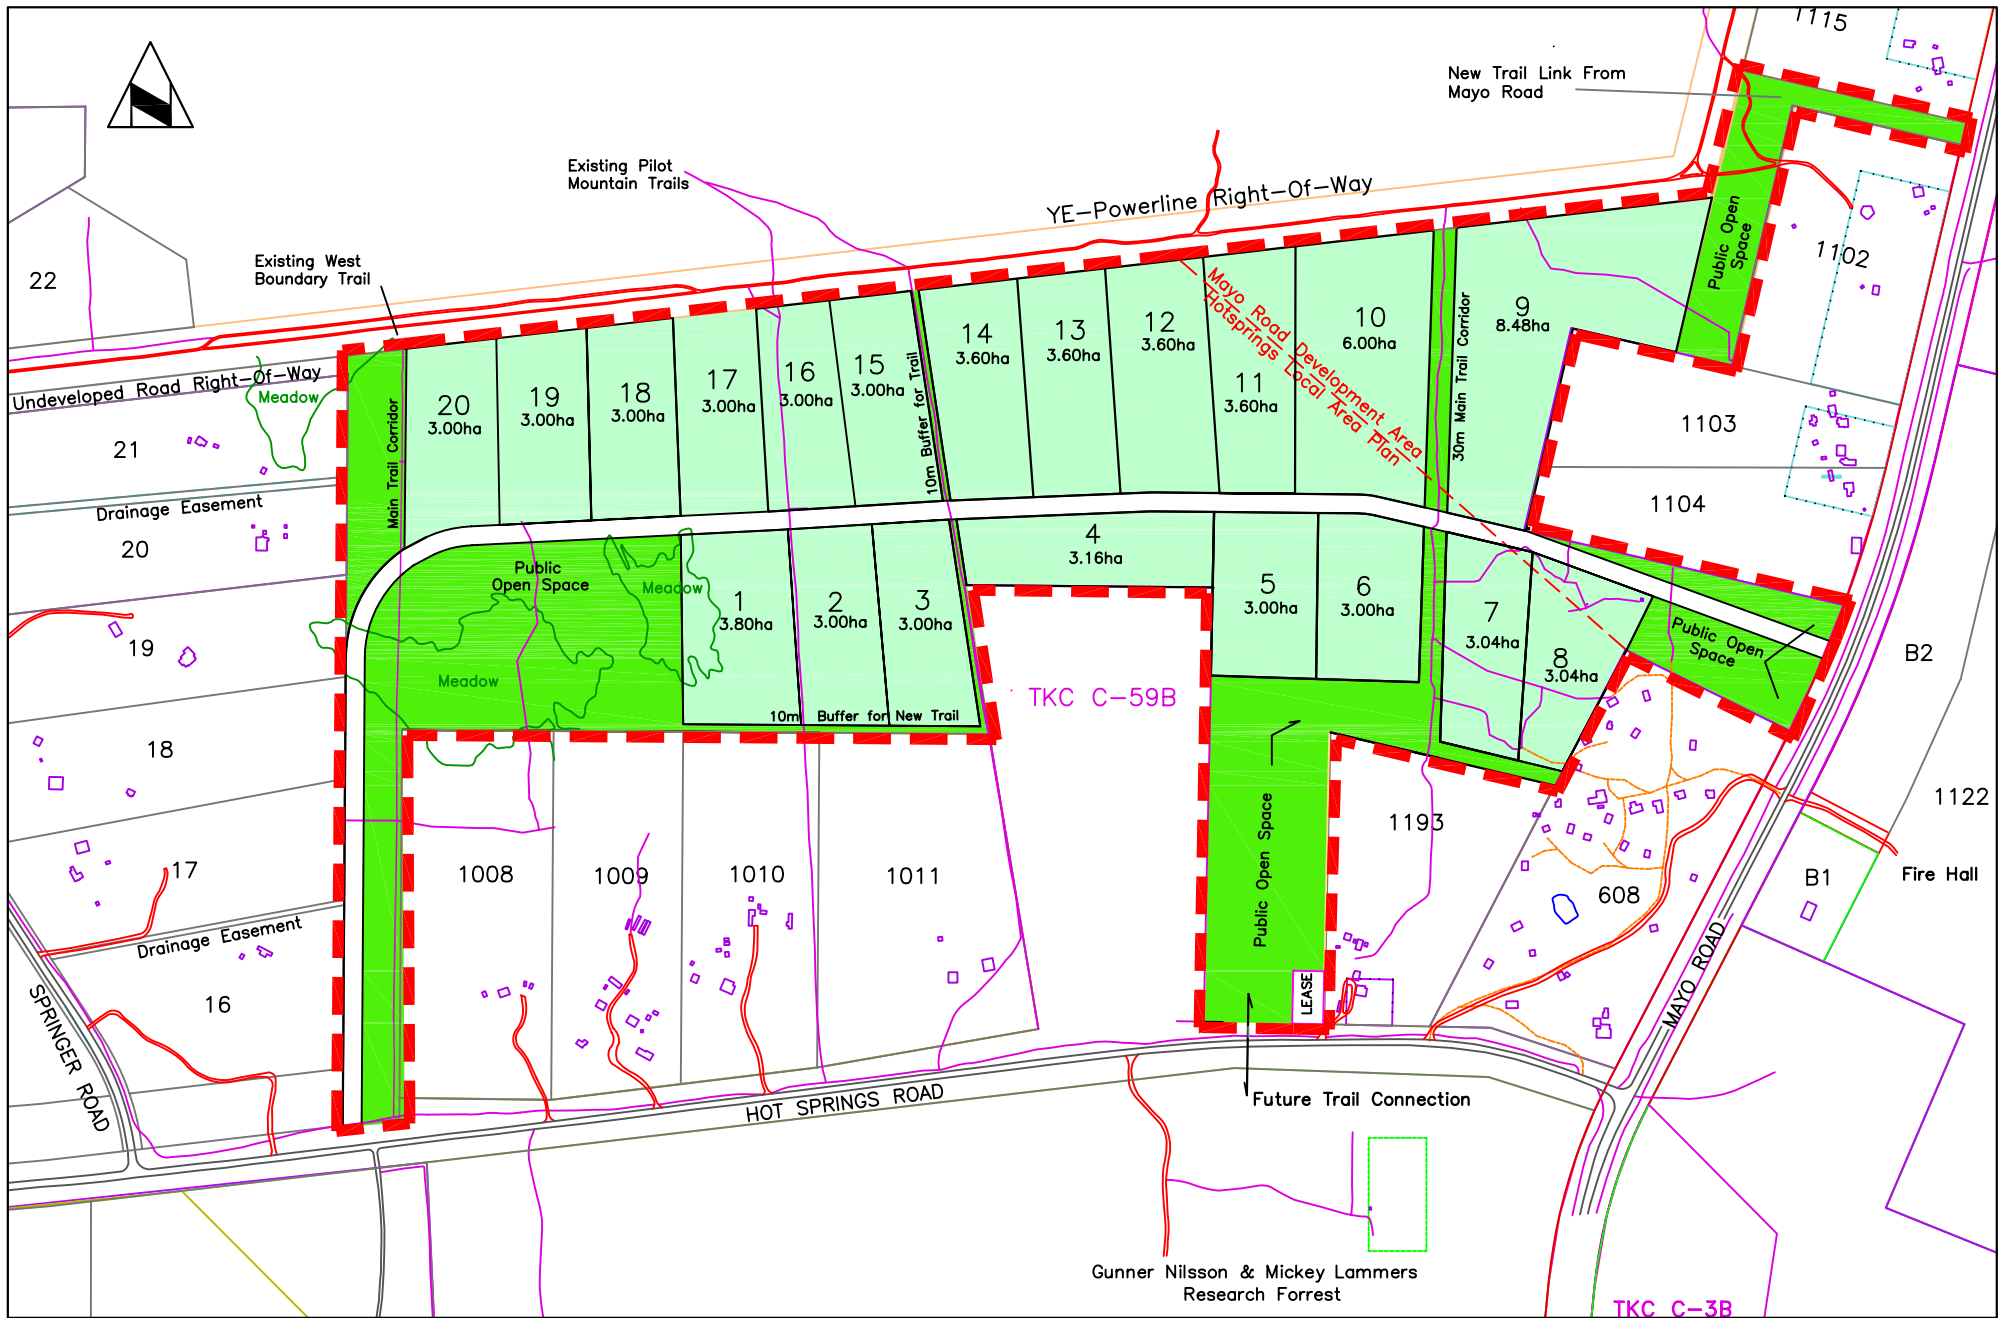 1115
New Trail Link From
Mayo Road
Existing Pilot
Mountain Trails
YE-Powerline Right-Of-Way
Public Open
Space
1102
Existing West
Boundary Trail
22
Undeveloped Road Right-Of-Way
Meadow
21
Drainage Easement
20
19
18
17
Drainage Easement
16
SPRINGER ROAD
Main Trail Corridor
20
3.00ha
19
3.00ha
18
3.00ha
17
3.00ha
16
3.00ha
15
3.00ha
10m Buffer for Trail
14
3.60ha
13
3.60ha
12
3.60ha
11
3.60ha
10
6.00ha
Mayo Road Development Area
Hotsprings Local Area Plan
30m Main Trail Corridor
9
8.48ha
1103
1104
Public
Open Space
Meadow
Meadow
1
3.80ha
2
3.00ha
3
3.00ha
10m Buffer for New Trail
4
3.16ha
5
3.00ha
6
3.00ha
7
3.04ha
8
3.04ha
Public Open
Space
B2
TKC C-59B
1122
1008
1009
1010
1011
Public Open Space
LEASE
1193
608
B1
Fire Hall
MAYO ROAD
HOT SPRINGS ROAD
Future Trail Connection
Gunner Nilsson & Mickey Lammers
Research Forrest
TKC C-3B